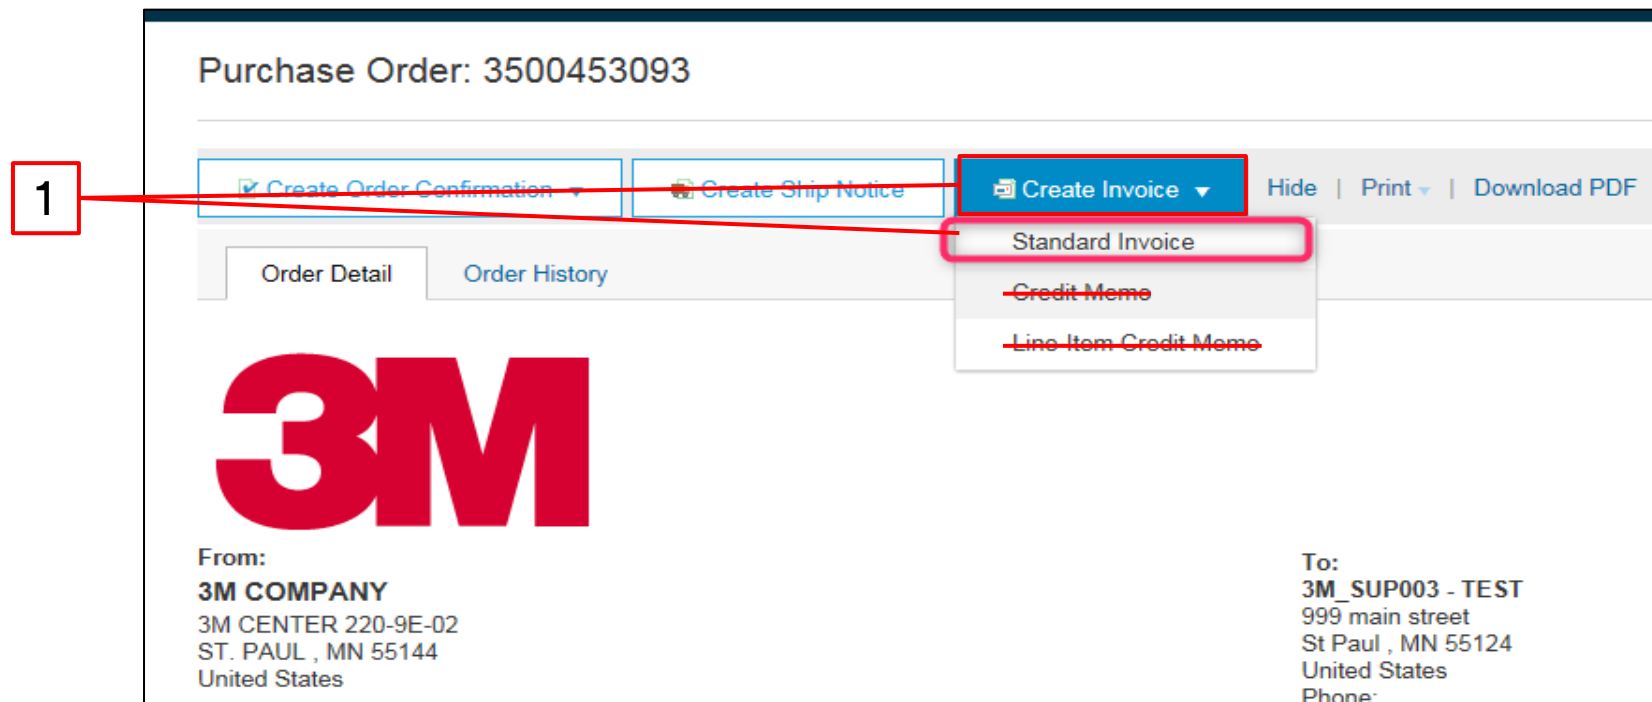 Purchase Order: 3500453093
1
Create Order Confirmation
Create Ship Notice
Create Invoice
Hide | Print | Download PDF
Standard Invoice
Credit Memo
Line-Item Credit Memo
Order Detail
Order History
3M
From:
3M COMPANY
3M CENTER 220-9E-02
ST. PAUL , MN 55144
United States
To:
3M_SUP003 - TEST
999 main street
St Paul , MN 55124
United States
Phone: